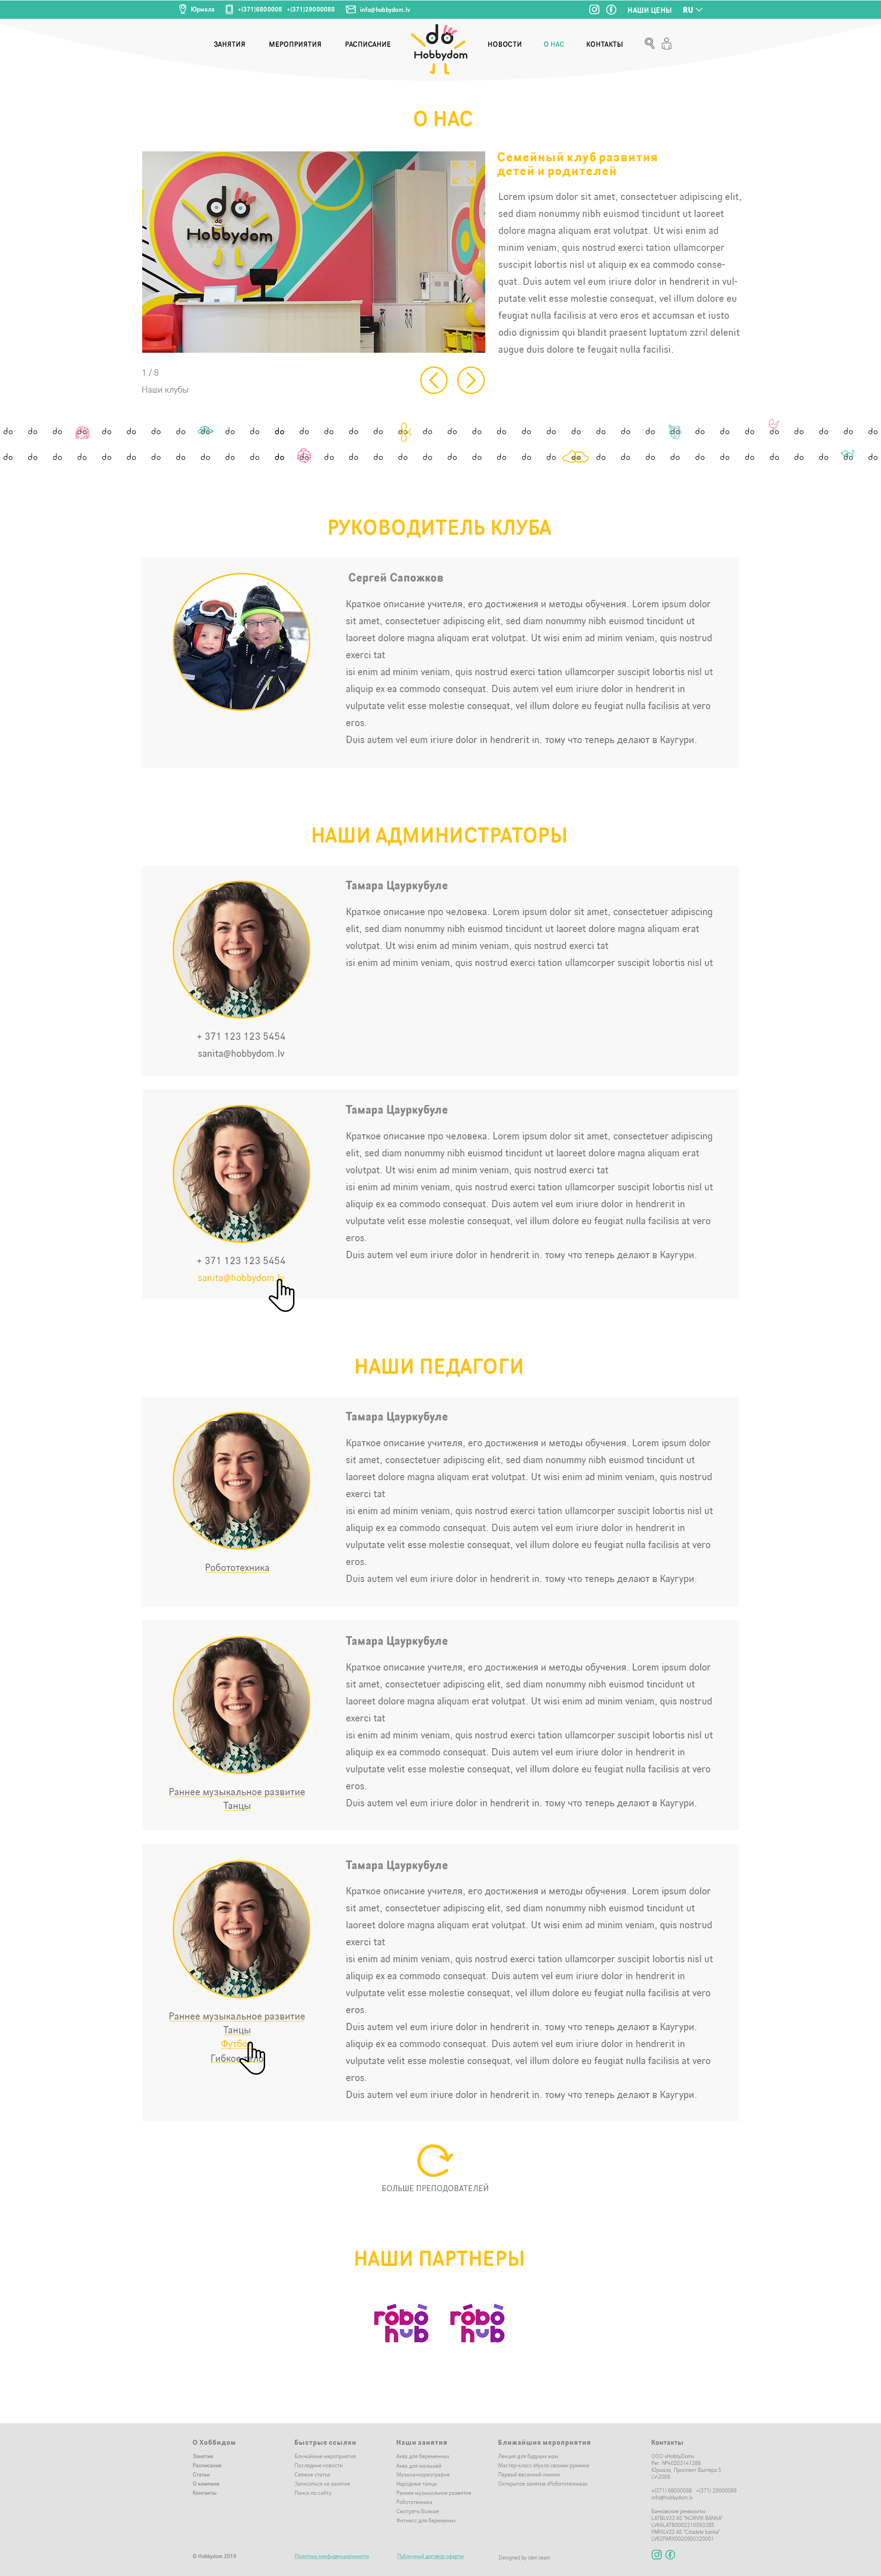 Юрмала +(371)6800008 +(371)29000088 info@hobbydom.lv НАШИ ЦЕНЫ RU
ЗАНЯТИЯ МЕРОПРИЯТИЯ РАСПИСАНИЕ Hobbydom НОВОСТИ О НАС КОНТАКТЫ
О НАС
Hobbydom
Семейный клуб развития
детей и родителей
Lorem ipsum dolor sit amet, consectetuer adipiscing elit,
sed diam nonummy nibh euismod tincidunt ut laoreet
dolore magna aliquam erat volutpat. Ut wisi enim ad
minim veniam, quis nostrud exerci tation ullamcorper
suscipit lobortis nisl ut aliquip ex ea commodo conse-
quat. Duis autem vel eum iriure dolor in hendrerit in vul-
putate velit esse molestie consequat, vel illum dolore eu
feugiat nulla facilisis at vero eros et accumsan et iusto
odio dignissim qui blandit praesent luptatum zzril delenit
augue duis dolore te feugait nulla facilisi.
1 / 8
Наши клубы
РУКОВОДИТЕЛЬ КЛУБА
Сергей Сапожков
Краткое описание учителя, его достижения и методы обучения. Lorem ipsum dolor
sit amet, consectetuer adipiscing elit, sed diam nonummy nibh euismod tincidunt ut
laoreet dolore magna aliquam erat volutpat. Ut wisi enim ad minim veniam, quis nostrud
exerci tat
isi enim ad minim veniam, quis nostrud exerci tation ullamcorper suscipit lobortis nisl ut
aliquip ex ea commodo consequat. Duis autem vel eum iriure dolor in hendrerit in
vulputate velit esse molestie consequat, vel illum dolore eu feugiat nulla facilisis at vero
eros.
Duis autem vel eum iriure dolor in hendrerit in. тому что теперь делают в Каугури.
НАШИ АДМИНИСТРАТОРЫ
Тамара Цауркубуле
Краткое описание про человека. Lorem ipsum dolor sit amet, consectetuer adipiscing
elit, sed diam nonummy nibh euismod tincidunt ut laoreet dolore magna aliquam erat
volutpat. Ut wisi enim ad minim veniam, quis nostrud exerci tat
isi enim ad minim veniam, quis nostrud exerci tation ullamcorper suscipit lobortis nisl ut
+ 371 123 123 5454
sanita@hobbydom.lv
Тамара Цауркубуле
Краткое описание про человека. Lorem ipsum dolor sit amet, consectetuer adipiscing
elit, sed diam nonummy nibh euismod tincidunt ut laoreet dolore magna aliquam erat
volutpat. Ut wisi enim ad minim veniam, quis nostrud exerci tat
isi enim ad minim veniam, quis nostrud exerci tation ullamcorper suscipit lobortis nisl ut
aliquip ex ea commodo consequat. Duis autem vel eum iriure dolor in hendrerit in
vulputate velit esse molestie consequat, vel illum dolore eu feugiat nulla facilisis at vero
eros.
Duis autem vel eum iriure dolor in hendrerit in. тому что теперь делают в Каугури.
+ 371 123 123 5454
sanita@hobbydom.lv
НАШИ ПЕДАГОГИ
Тамара Цауркубуле
Краткое описание учителя, его достижения и методы обучения. Lorem ipsum dolor
sit amet, consectetuer adipiscing elit, sed diam nonummy nibh euismod tincidunt ut
laoreet dolore magna aliquam erat volutpat. Ut wisi enim ad minim veniam, quis nostrud
exerci tat
isi enim ad minim veniam, quis nostrud exerci tation ullamcorper suscipit lobortis nisl ut
aliquip ex ea commodo consequat. Duis autem vel eum iriure dolor in hendrerit in
vulputate velit esse molestie consequat, vel illum dolore eu feugiat nulla facilisis at vero
eros.
Duis autem vel eum iriure dolor in hendrerit in. тому что теперь делают в Каугури.
Робототехника
Тамара Цауркубуле
Краткое описание учителя, его достижения и методы обучения. Lorem ipsum dolor
sit amet, consectetuer adipiscing elit, sed diam nonummy nibh euismod tincidunt ut
laoreet dolore magna aliquam erat volutpat. Ut wisi enim ad minim veniam, quis nostrud
exerci tat
isi enim ad minim veniam, quis nostrud exerci tation ullamcorper suscipit lobortis nisl ut
aliquip ex ea commodo consequat. Duis autem vel eum iriure dolor in hendrerit in
vulputate velit esse molestie consequat, vel illum dolore eu feugiat nulla facilisis at vero
eros.
Duis autem vel eum iriure dolor in hendrerit in. тому что теперь делают в Каугури.
Раннее музыкальное развитие
Танцы
Тамара Цауркубуле
Краткое описание учителя, его достижения и методы обучения. Lorem ipsum dolor
sit amet, consectetuer adipiscing elit, sed diam nonummy nibh euismod tincidunt ut
laoreet dolore magna aliquam erat volutpat. Ut wisi enim ad minim veniam, quis nostrud
exerci tat
isi enim ad minim veniam, quis nostrud exerci tation ullamcorper suscipit lobortis nisl ut
aliquip ex ea commodo consequat. Duis autem vel eum iriure dolor in hendrerit in
vulputate velit esse molestie consequat, vel illum dolore eu feugiat nulla facilisis at vero
eros.
Duis autem vel eum iriure dolor in hendrerit in. тому что теперь делают в Каугури.
aliquip ex ea commodo consequat. Duis autem vel eum iriure dolor in hendrerit in
vulputate velit esse molestie consequat, vel illum dolore eu feugiat nulla facilisis at vero
eros.
Duis autem vel eum iriure dolor in hendrerit in. тому что теперь делают в Каугури.
Раннее музыкальное развитие
Танцы
БОЛЬШЕ ПРЕПОДОВАТЕЛЕЙ
НАШИ ПАРТНЕРЫ
robo
hub
robo
hub
О Хоббидом
Занятия
Расписание
Статьи
О компани
Контакты
Быстрые ссылки
Ближайшие мероприятия
Последние новости
Свежие статьи
Записаться на занятие
Поиск по сайту
Наши занятия
Аква для беременных
Аква для малышей
Музыка+хореография
Народные танцы
Раннее музыкальное развитие
Робототехника
Смотреть больше
Фитнесс для беремены
Ближайшие мероприятия
Лекция для будущих мам
Мастер-класс «Кукла своими руками»
Первый весенний пикник
Открытое занятие «Робототехника»
Контакты
ООО «HobbyDom»
Рег. №40203141288
Юрмала, Проспект Валтера 5,
LV-2008
+(371) 68000088 +(371) 29000088
info@hobbydom.lv
Банковские реквизиты
LATBLV22 AS "NORVIK BANKA"
LV66LATB0002210093285
PARXLV22 AS "Citadele banka"
LV62PARX0020950320001
© Hobbydom 2019 Политика конфиденциальности Публичний договор оферты Designed by iden team